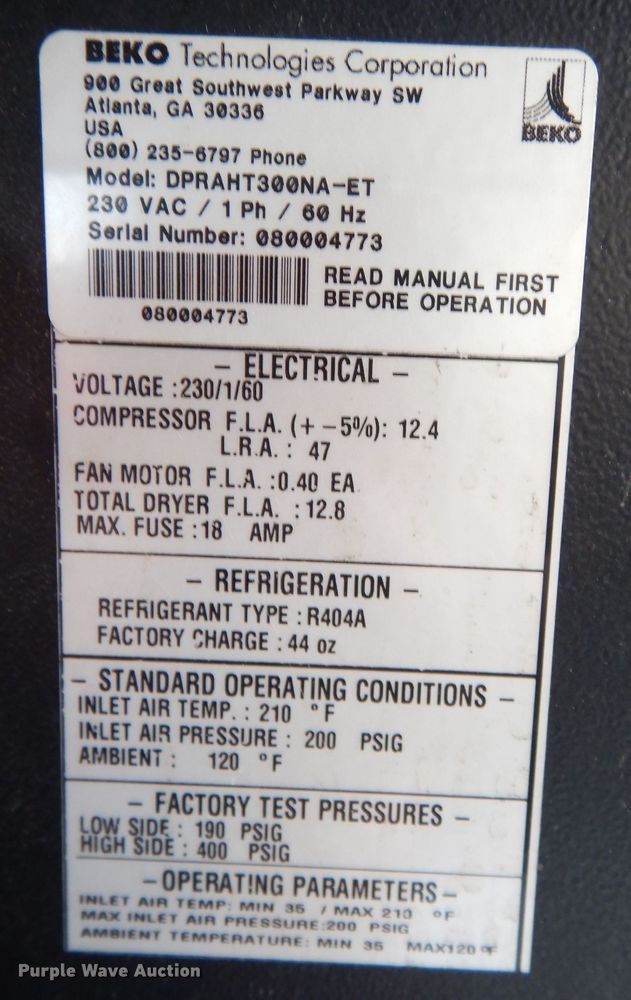 BEKO Technologies Corporation
900 Great Southwest Parkway SW
Atlanta, GA 30336
USA
(800) 235-6797 Phone
Model: DPRAHT300NA-ET
230 VAC / 1 Ph / 60 Hz
Serial Number: 080004773
BEKO
READ MANUAL FIRST
BEFORE OPERATION
080004773
- ELECTRICAL -
VOLTAGE :230/1/60
COMPRESSOR F.L.A. (+ -5%): 12.4
L.R.A. : 47
FAN MOTOR F.L.A. :0.40 EA
TOTAL DRYER F.L.A. :12.8
MAX. FUSE :18 AMP
- REFRIGERATION -
REFRIGERANT TYPE :R404A
FACTORY CHARGE : 44 oz
- STANDARD OPERATING CONDITIONS -
INLET AIR TEMP. : 210 °F
INLET AIR PRESSURE : 200 PSIG
AMBIENT : 120 °F
- FACTORY TEST PRESSURES -
LOW SIDE : 190 PSIG
HIGH SIDE : 400 PSIG
- OPERATING PARAMETERS -
INLET AIR TEMP: MIN 35 / MAX 210 °F
MAX INLET AIR PRESSURE:200 PSIG
AMBIENT TEMPERATURE: MIN 35 MAX120 °F
Purple Wave Auction